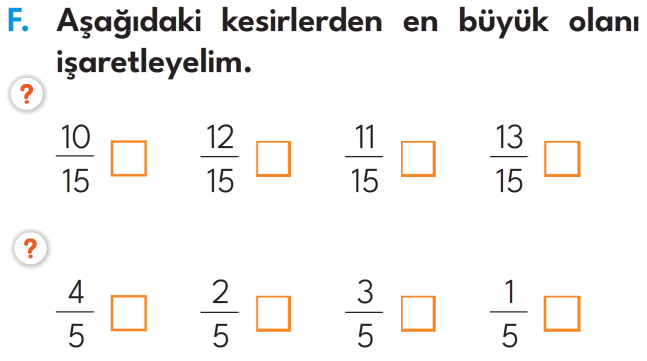 F. Aşağıdaki kesirlerden en büyük olanı
işaretleyelim.
?
10/15 □ 12/15 □ 11/15 □ 13/15 □
?
4/5 □ 2/5 □ 3/5 □ 1/5 □